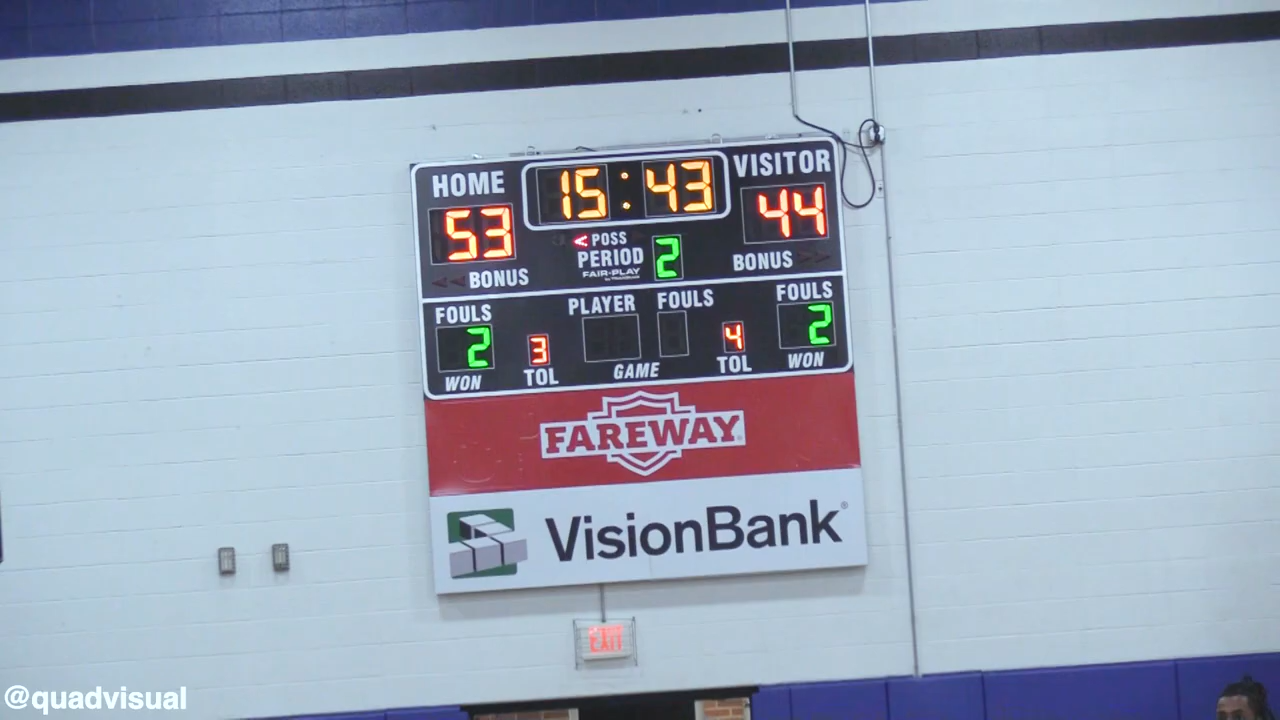 HOME 15:43 VISITOR
53 44
< POSS
PERIOD 2
FAIR-PLAY
BONUS BONUS
FOULS PLAYER FOULS FOULS
2 3 4 2
WON TOL GAME TOL WON
FAREWAY
VisionBank®
EXIT
@quadvisual